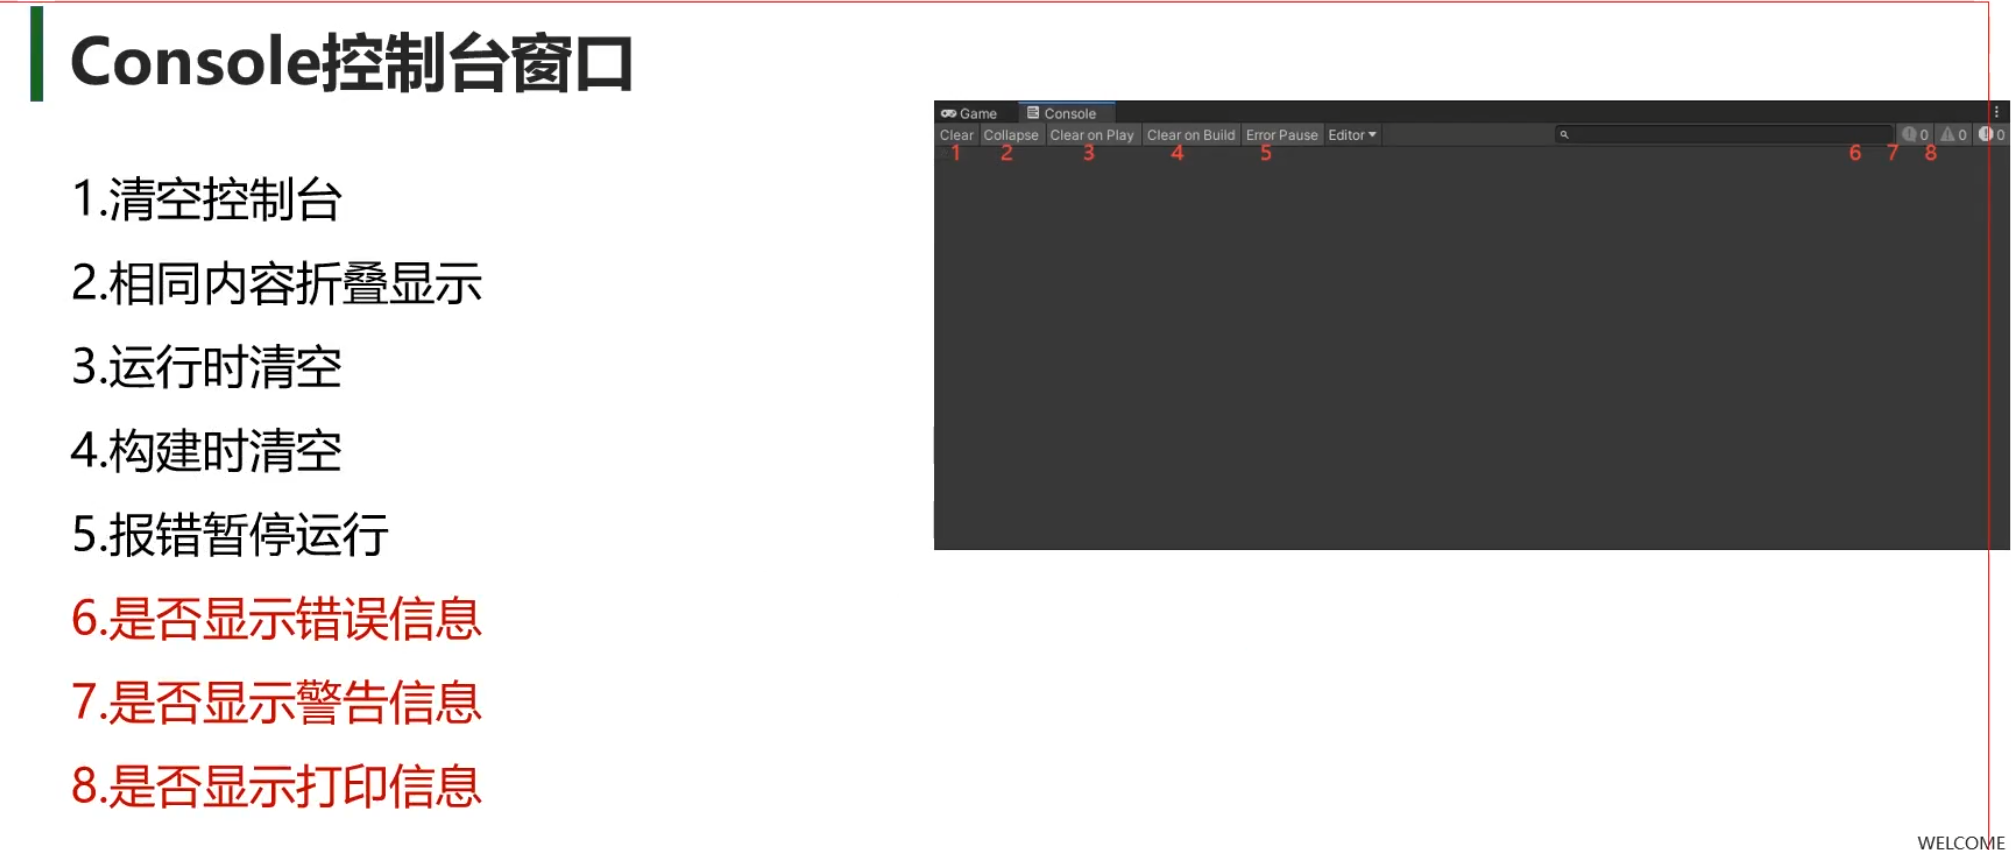 Console控制台窗口
1.清空控制台
2.相同内容折叠显示
3.运行时清空
4.构建时清空
5.报错暂停运行
6.是否显示错误信息
7.是否显示警告信息
8.是否显示打印信息
Game Console
Clear Collapse Clear on Play Clear on Build Error Pause Editor 0 0 0
1 2 3 4 5 6 7 8
WELCOME